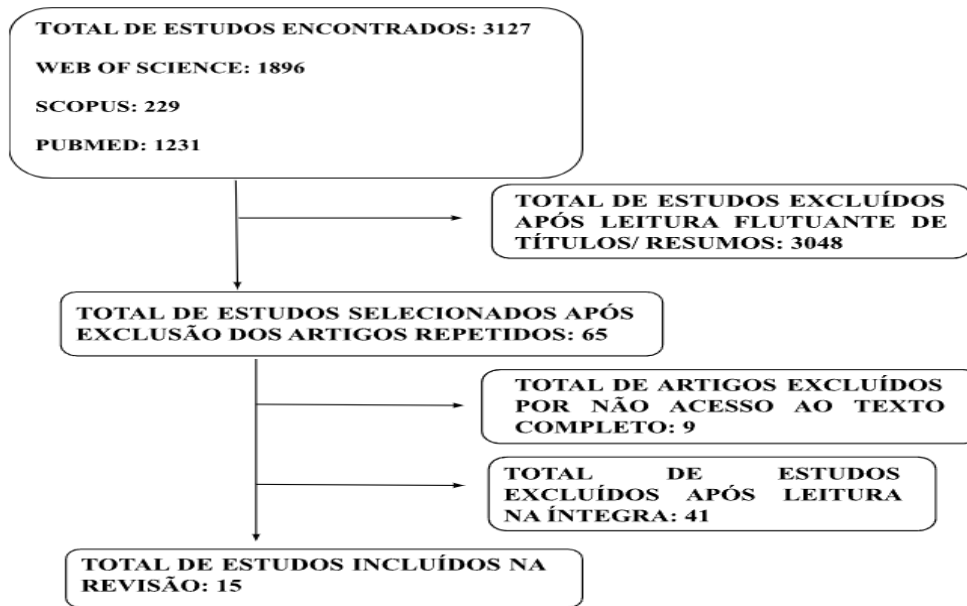 TOTAL DE ESTUDOS ENCONTRADOS: 3127
WEB OF SCIENCE: 1896
SCOPUS: 229
PUBMED: 1231
TOTAL DE ESTUDOS EXCLUÍDOS
APÓS LEITURA FLUTUANTE DE
TÍTULOS/ RESUMOS: 3048
TOTAL DE ESTUDOS SELECIONADOS APÓS
EXCLUSÃO DOS ARTIGOS REPETIDOS: 65
TOTAL DE ARTIGOS EXCLUÍDOS
POR NÃO ACESSO AO TEXTO
COMPLETO: 9
TOTAL DE ESTUDOS
EXCLUÍDOS APÓS LEITURA
NA ÍNTEGRA: 41
TOTAL DE ESTUDOS INCLUÍDOS NA
REVISÃO: 15